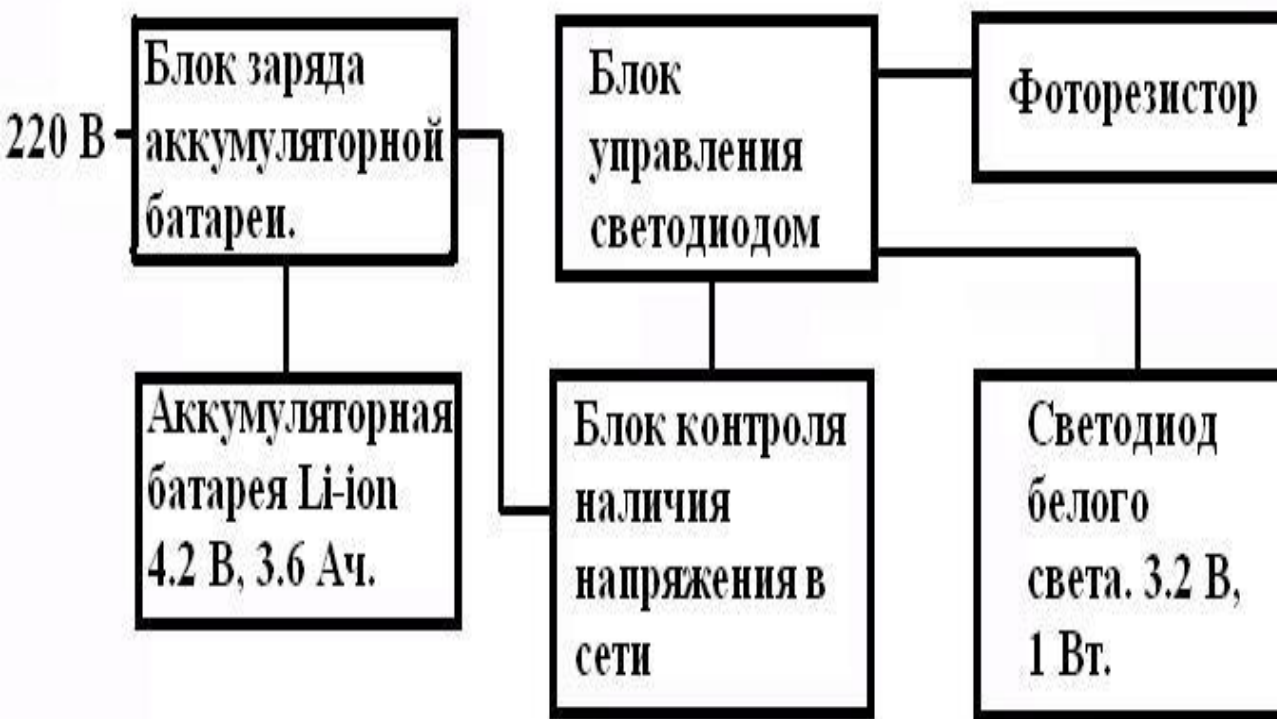 220 В
Блок заряда
аккумуляторной
батареи.
Блок
управления
светодиодом
Фоторезистор
Аккумуляторная
батарея Li-ion
4.2 В, 3.6 Ач.
Блок контроля
наличия
напряжения в
сети
Светодиод
белого
света. 3.2 В,
1 Вт.